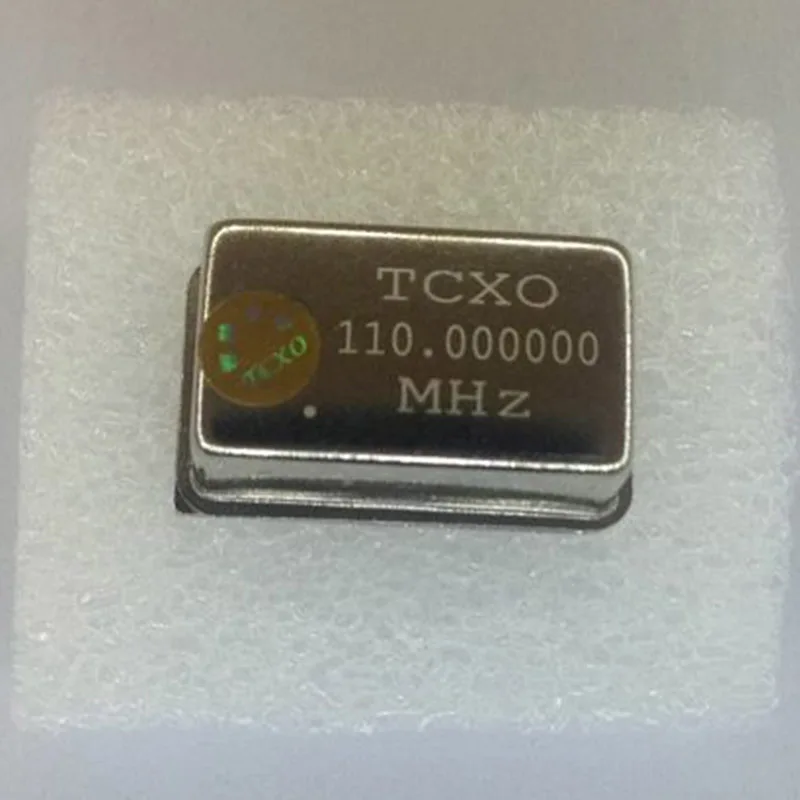 TCXO
110.000000
MHz
TCXO